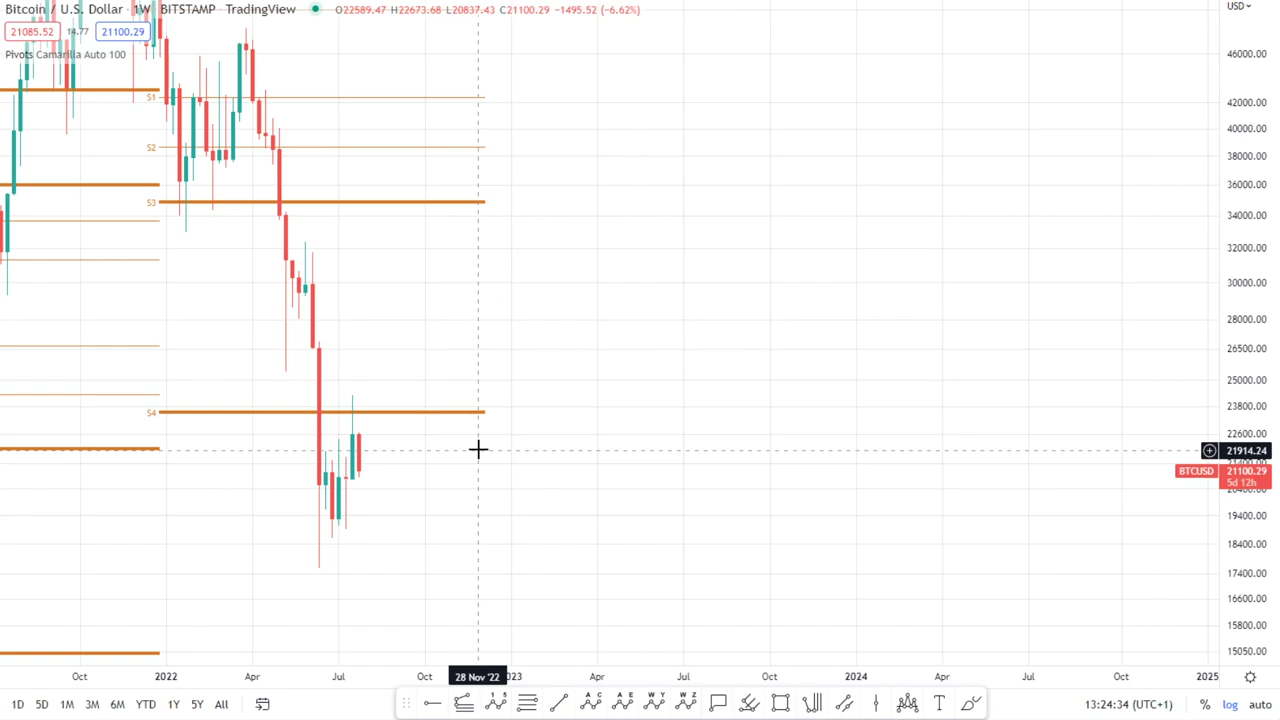 Bitcoin / U.S. Dollar 1W BITSTAMP TradingView O22589.47 H22673.68 L20837.43 C21100.29 −1495.52 (−6.62%)
21085.52 14.77 21100.29
Pivots Camarilla Auto 100
USD
46000.00
S1
42000.00
40000.00
S2
38000.00
36000.00
S3
34000.00
32000.00
30000.00
28000.00
26500.00
25000.00
23800.00
S4
22600.00
21914.24
BTCUSD 21100.29
5d 12h
19400.00
18400.00
17400.00
16600.00
15800.00
15050.00
Oct 2022 Apr Jul Oct 28 Nov '22 Apr Jul Oct 2024 Apr Jul Oct 2025
1D 5D 1M 3M 6M YTD 1Y 5Y All 1 5 A C A E W Y W Z T 13:24:34 (UTC+1) % log auto